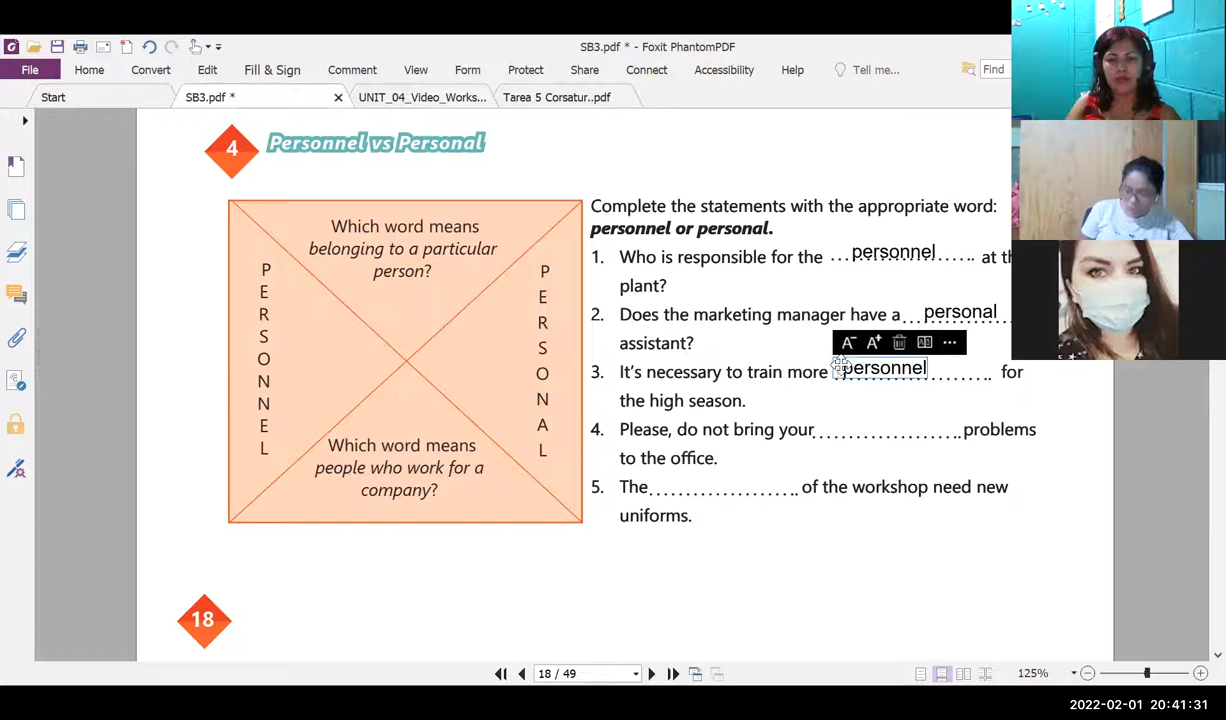 SB3.pdf * - Foxit PhantomPDF
File Home Convert Edit Fill & Sign Comment View Form Protect Share Connect Accessibility Help Tell me... Find
Start SB3.pdf * UNIT_04_Video_Works... Tarea 5 Corsatur..pdf
4 Personnel vs Personal
Which word means
belonging to a particular
person?
PERSONNEL
PERSONAL
Which word means
people who work for a
company?
Complete the statements with the appropriate word:
personnel or personal.
1. Who is responsible for the ...personnel... at th
plant?
2. Does the marketing manager have a ...personal
assistant?
3. It's necessary to train more personnel........ for
the high season.
4. Please, do not bring your..................... problems
to the office.
5. The..................... of the workshop need new
uniforms.
18
18 / 49
125%
2022-02-01 20:41:31